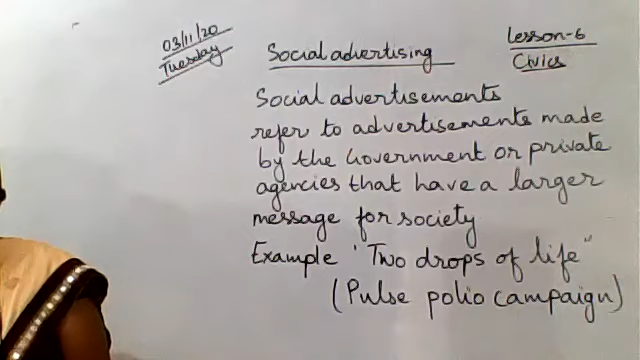 03/11/20
Tuesday
Social advertising
Lesson-6
Civics
Social advertisements
refer to advertisements made
by the Government or private
agencies that have a larger
message for society
Example "Two drops of life"
(Pulse polio campaign)